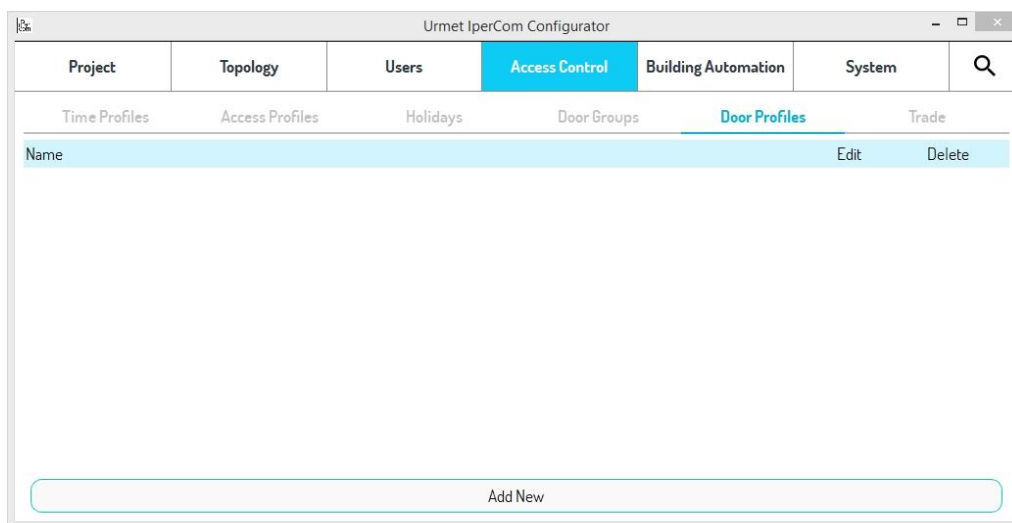 Urmet IperCom Configurator
Project Topology Users Access Control Building Automation System
Time Profiles Access Profiles Holidays Door Groups Door Profiles Trade
Name Edit Delete
Add New